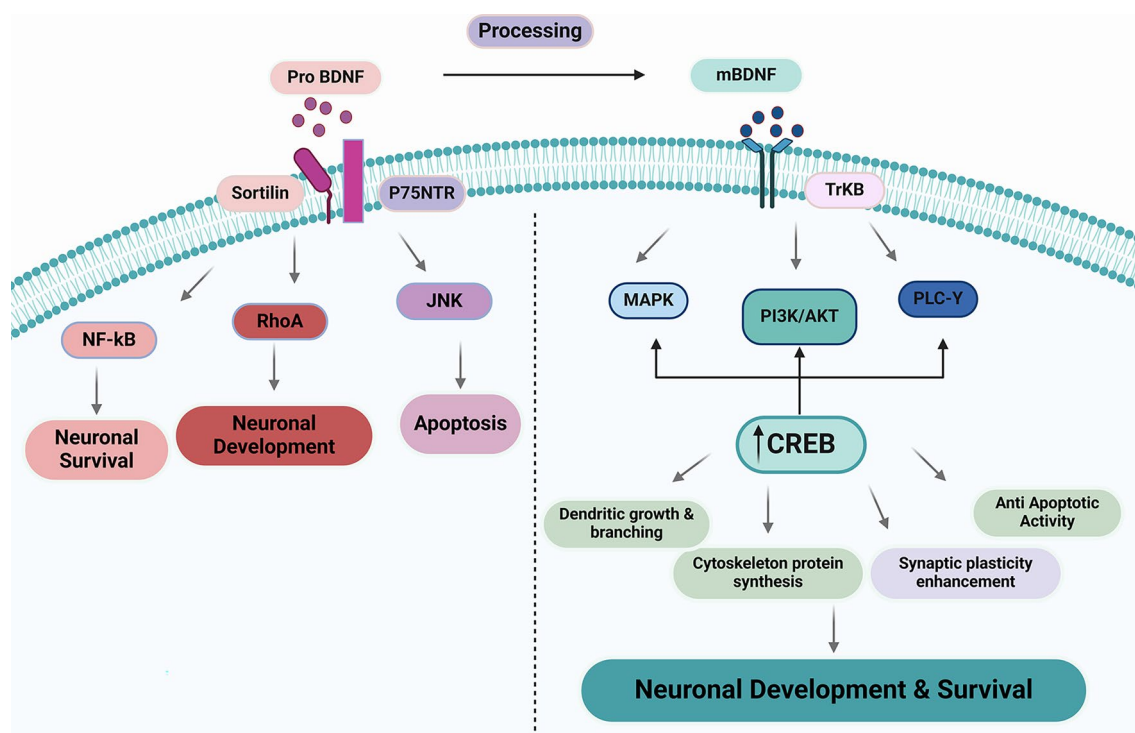 Processing
Pro BDNF
mBDNF
Sortilin
P75NTR
TrKB
NF-kB
RhoA
JNK
MAPK
PI3K/AKT
PLC-Y
Neuronal
Survival
Neuronal
Development
Apoptosis
CREB
Dendritic growth &
branching
Cytoskeleton protein
synthesis
Synaptic plasticity
enhancement
Anti Apoptotic
Activity
Neuronal Development & Survival